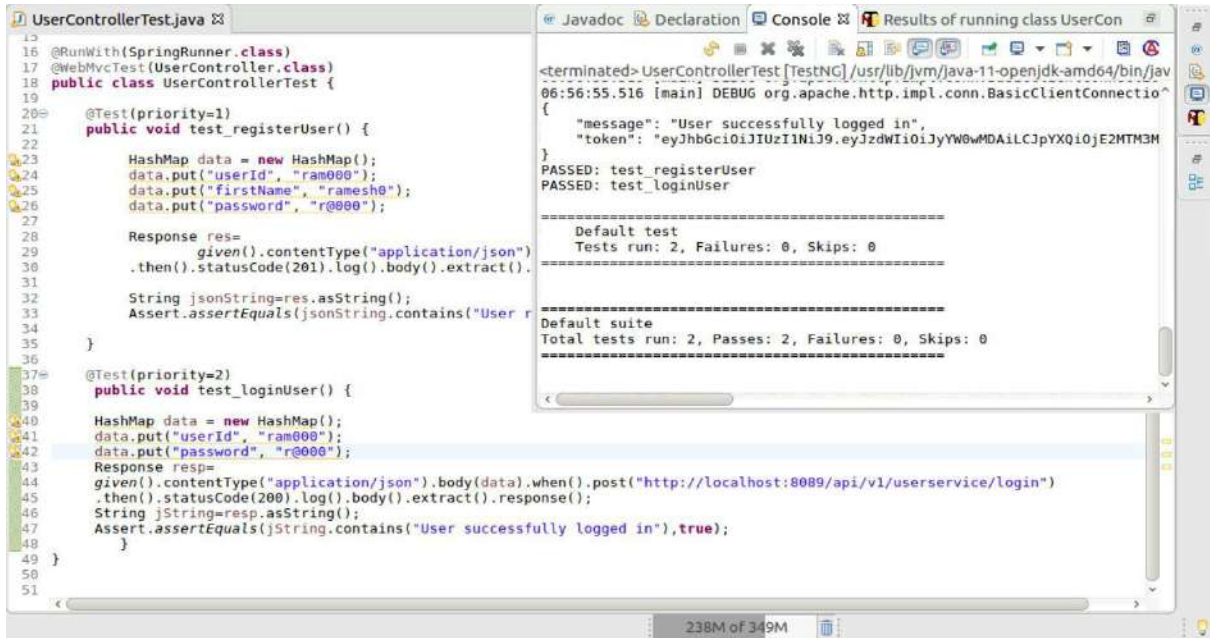 UserControllerTest.java
15
16 @RunWith(SpringRunner.class)
17 @WebMvcTest(UserController.class)
18 public class UserControllerTest {
19
20 @Test(priority=1)
21 public void test_registerUser() {
22
23 HashMap data = new HashMap();
24 data.put("userId", "ram000");
25 data.put("firstName", "ramesh0");
26 data.put("password", "r@000");
27
28 Response res=
29 given().contentType("application/json")
30 .then().statusCode(201).log().body().extract().
31
32 String jsonString=res.asString();
33 Assert.assertEquals(jsonString.contains("User r
34
35 }
36
37 @Test(priority=2)
38 public void test_loginUser() {
39
40 HashMap data = new HashMap();
41 data.put("userId", "ram000");
42 data.put("password", "r@000");
43 Response resp=
44 given().contentType("application/json").body(data).when().post("http://localhost:8089/api/v1/userservice/login")
45 .then().statusCode(200).log().body().extract().response();
46 String jString=resp.asString();
47 Assert.assertEquals(jString.contains("User successfully logged in"),true);
48 }
49 }
50
51
@ Javadoc Declaration Console Results of running class UserCon
<terminated> UserControllerTest [TestNG] /usr/lib/jvm/java-11-openjdk-amd64/bin/jav
06:56:55.516 [main] DEBUG org.apache.http.impl.conn.BasicClientConnectio
{
"message": "User successfully logged in",
"token": "eyJhbGciOiJIUzI1NiJ9.eyJzdWIiOiJyYW0wMDAiLCJpYXQiOjE2MTM3M
}
PASSED: test_registerUser
PASSED: test_loginUser
===============================================
Default test
Tests run: 2, Failures: 0, Skips: 0
===============================================
===============================================
Default suite
Total tests run: 2, Passes: 2, Failures: 0, Skips: 0
===============================================
238M of 349M